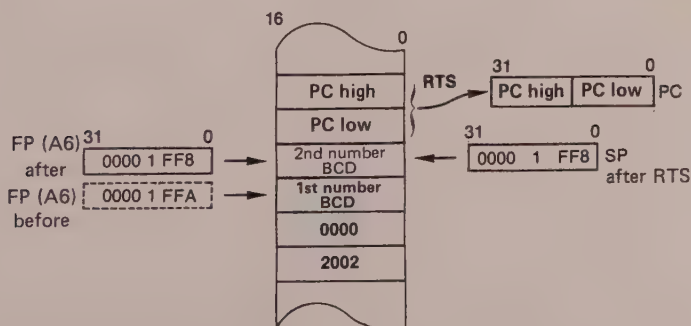 16
0
31 0
PC high
RTS
PC high PC low PC
PC low
FP (A6) 31 0
31 0
after 0000 1 FF8
2nd number
BCD
0000 1 FF8 SP
after RTS
FP (A6) 0000 1 FFA
before
1st number
BCD
0000
2002